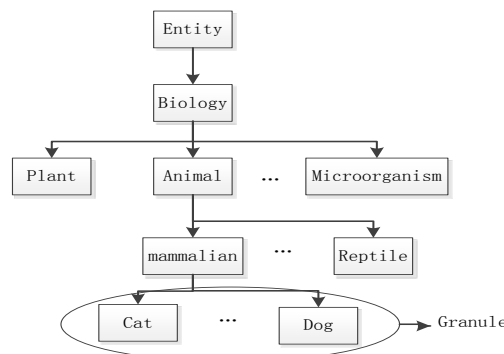 Entity
Biology
Plant Animal ... Microorganism
mammalian ... Reptile
Cat ... Dog
Granule